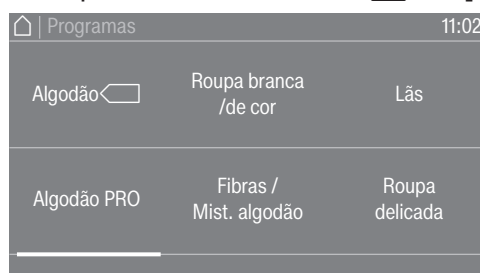 | Programas 11:02
Algodão Roupa branca Lãs
/de cor
Algodão PRO Fibras / Roupa
Mist. algodão delicada